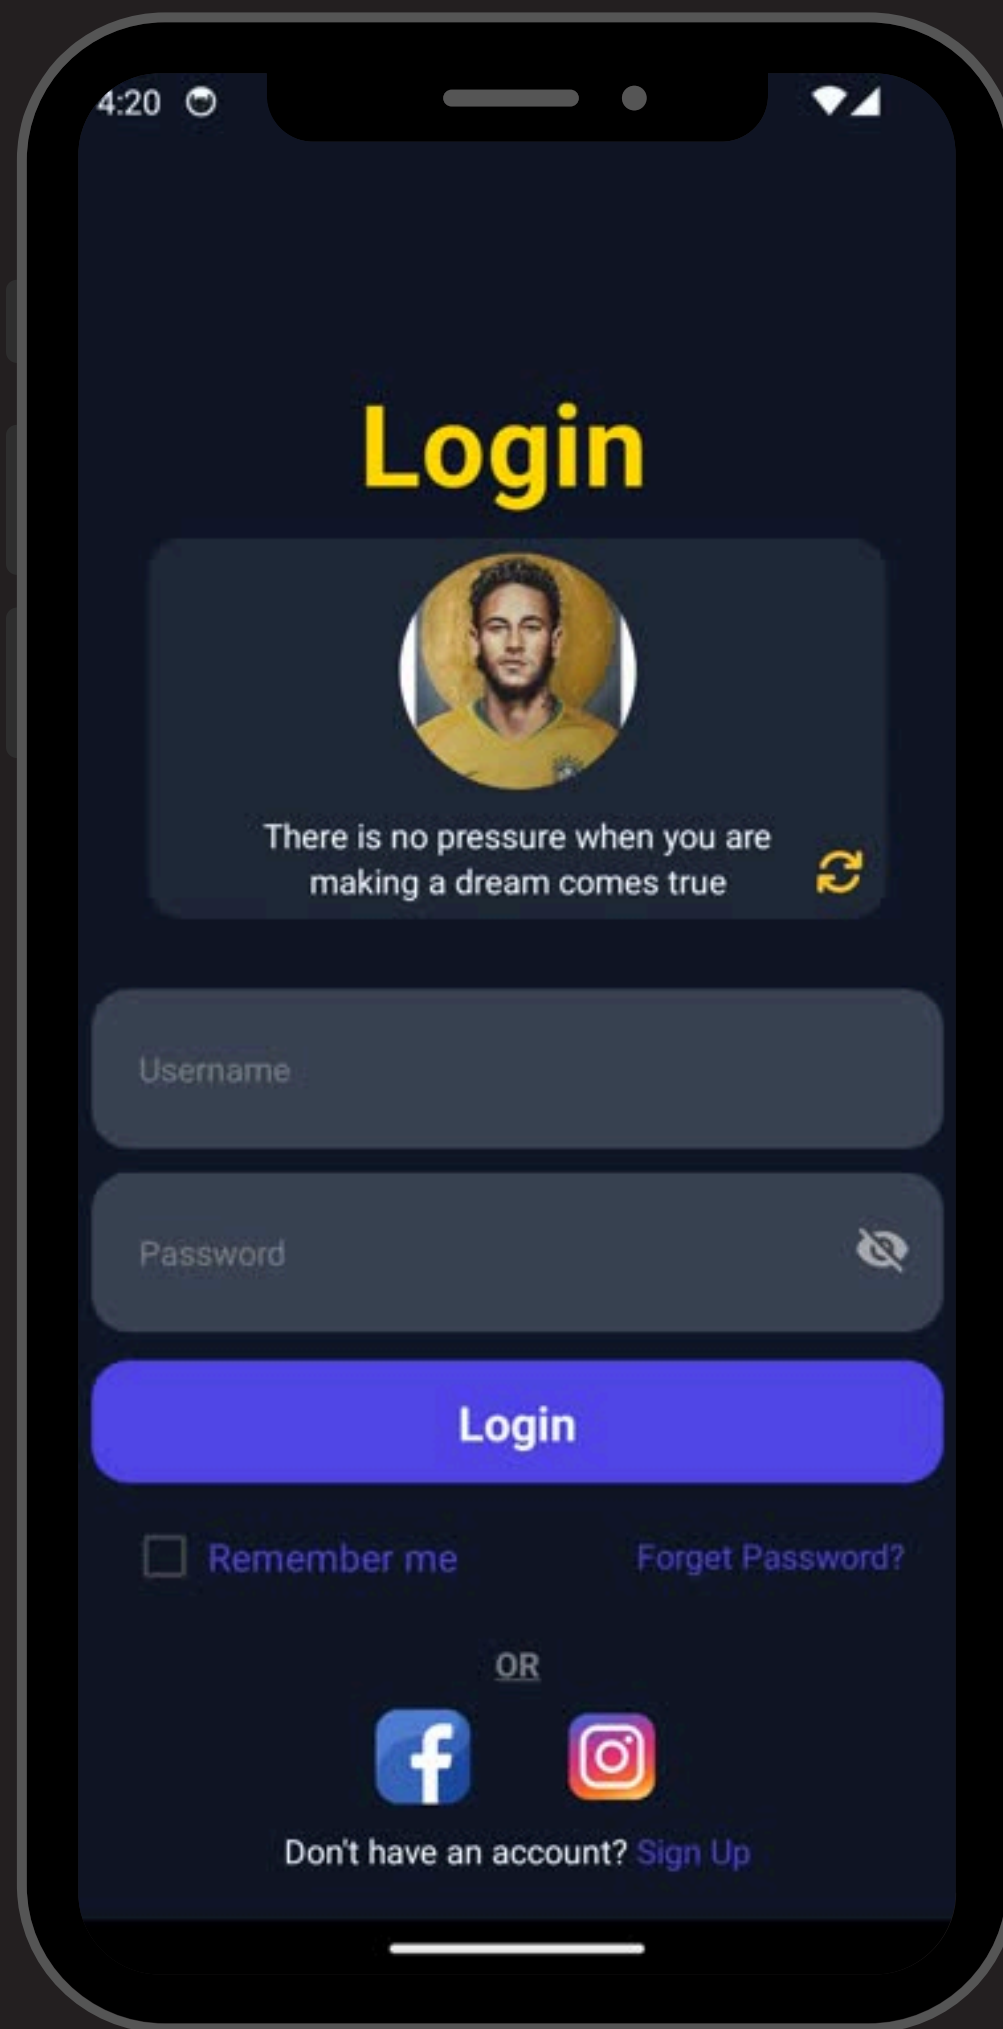 4:20
Login
There is no pressure when you are
making a dream comes true
Username
Password
Login
Remember me
Forget Password?
OR
Don't have an account? Sign Up